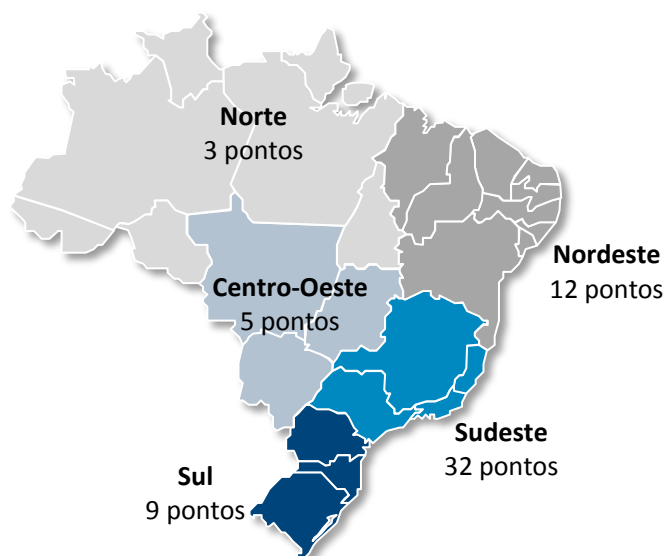 Norte
3 pontos
Nordeste
12 pontos
Centro-Oeste
5 pontos
Sudeste
32 pontos
Sul
9 pontos